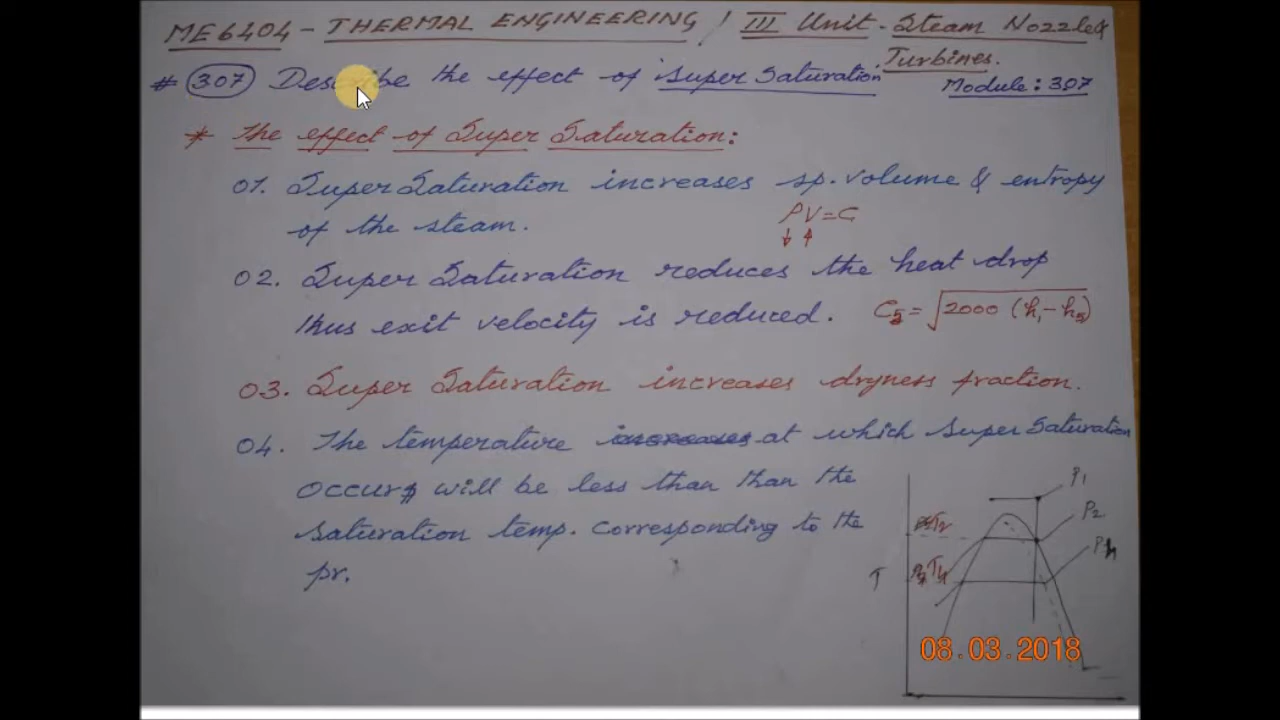 ME6404 - THERMAL ENGINEERING / III Unit - Steam Nozzle &
Turbines.
# 307 Describe the effect of Super Saturation
Module: 307
* The effect of Super Saturation:
01. Super Saturation increases sp. volume & entropy
of the steam.
PV = C
02. Super Saturation reduces the heat drop
thus exit velocity is reduced.
C = √2000 (h1 - h
03. Super Saturation increases dryness fraction.
04. The temperature increases at which Super Saturation
Occurs will be less than than the
saturation temp. corresponding to the
pr.
P1
P2
T2
T
08.03.2018